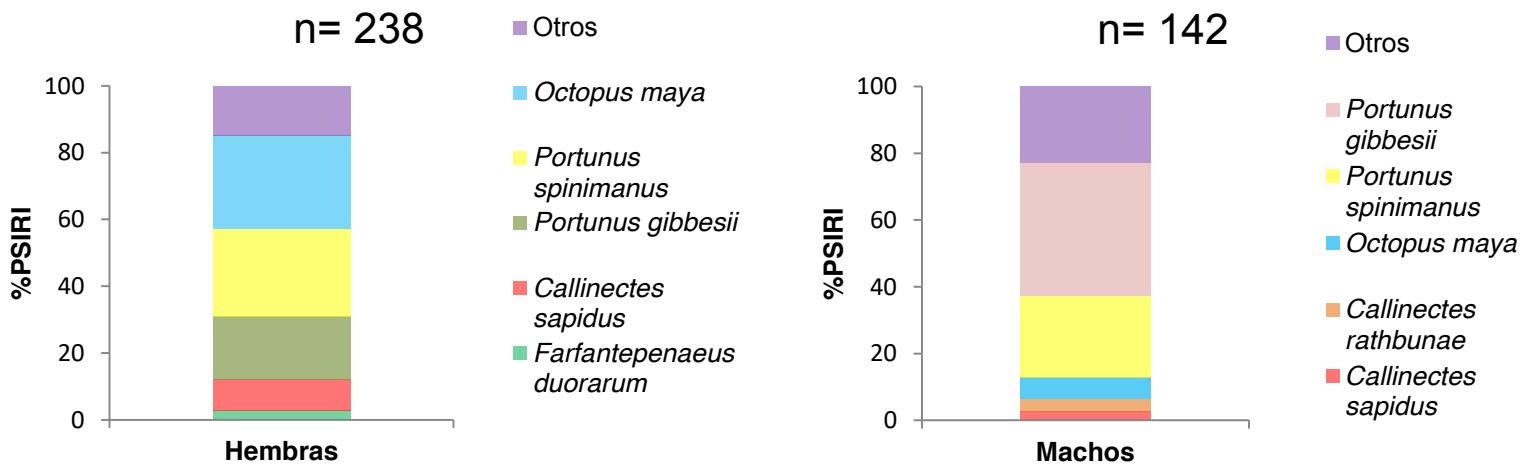 n= 238
%PSIRI
100
80
60
40
20
0
Hembras
Otros
Octopus maya
Portunus
spinimanus
Portunus gibbesii
Callinectes
sapidus
Farfantepenaeus
duorarum
n= 142
%PSIRI
100
80
60
40
20
0
Machos
Otros
Portunus
gibbesii
Portunus
spinimanus
Octopus maya
Callinectes
rathbunae
Callinectes
sapidus